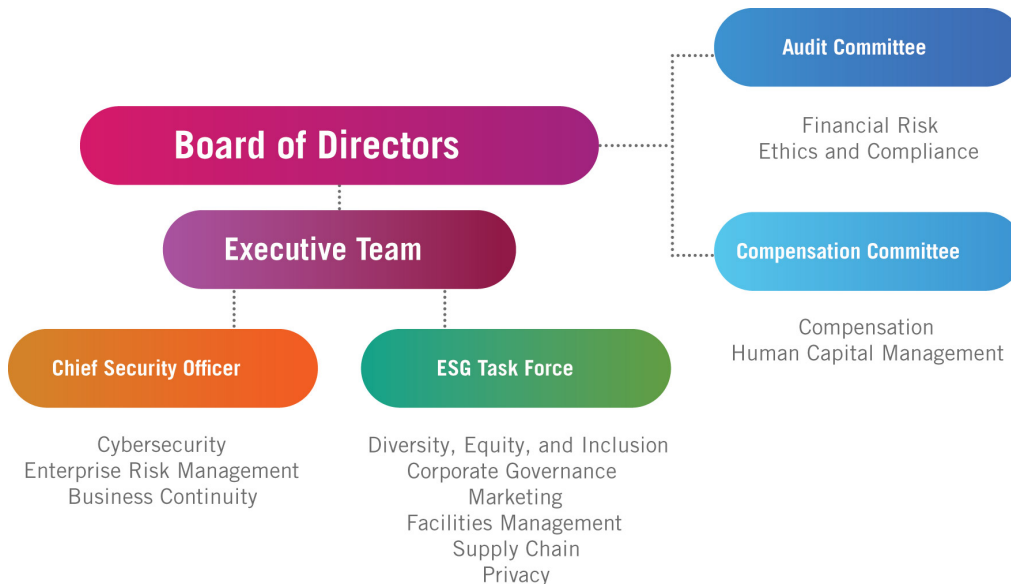 Audit Committee
Financial Risk
Ethics and Compliance
Board of Directors
Executive Team
Compensation Committee
Compensation
Human Capital Management
Chief Security Officer
Cybersecurity
Enterprise Risk Management
Business Continuity
ESG Task Force
Diversity, Equity, and Inclusion
Corporate Governance
Marketing
Facilities Management
Supply Chain
Privacy